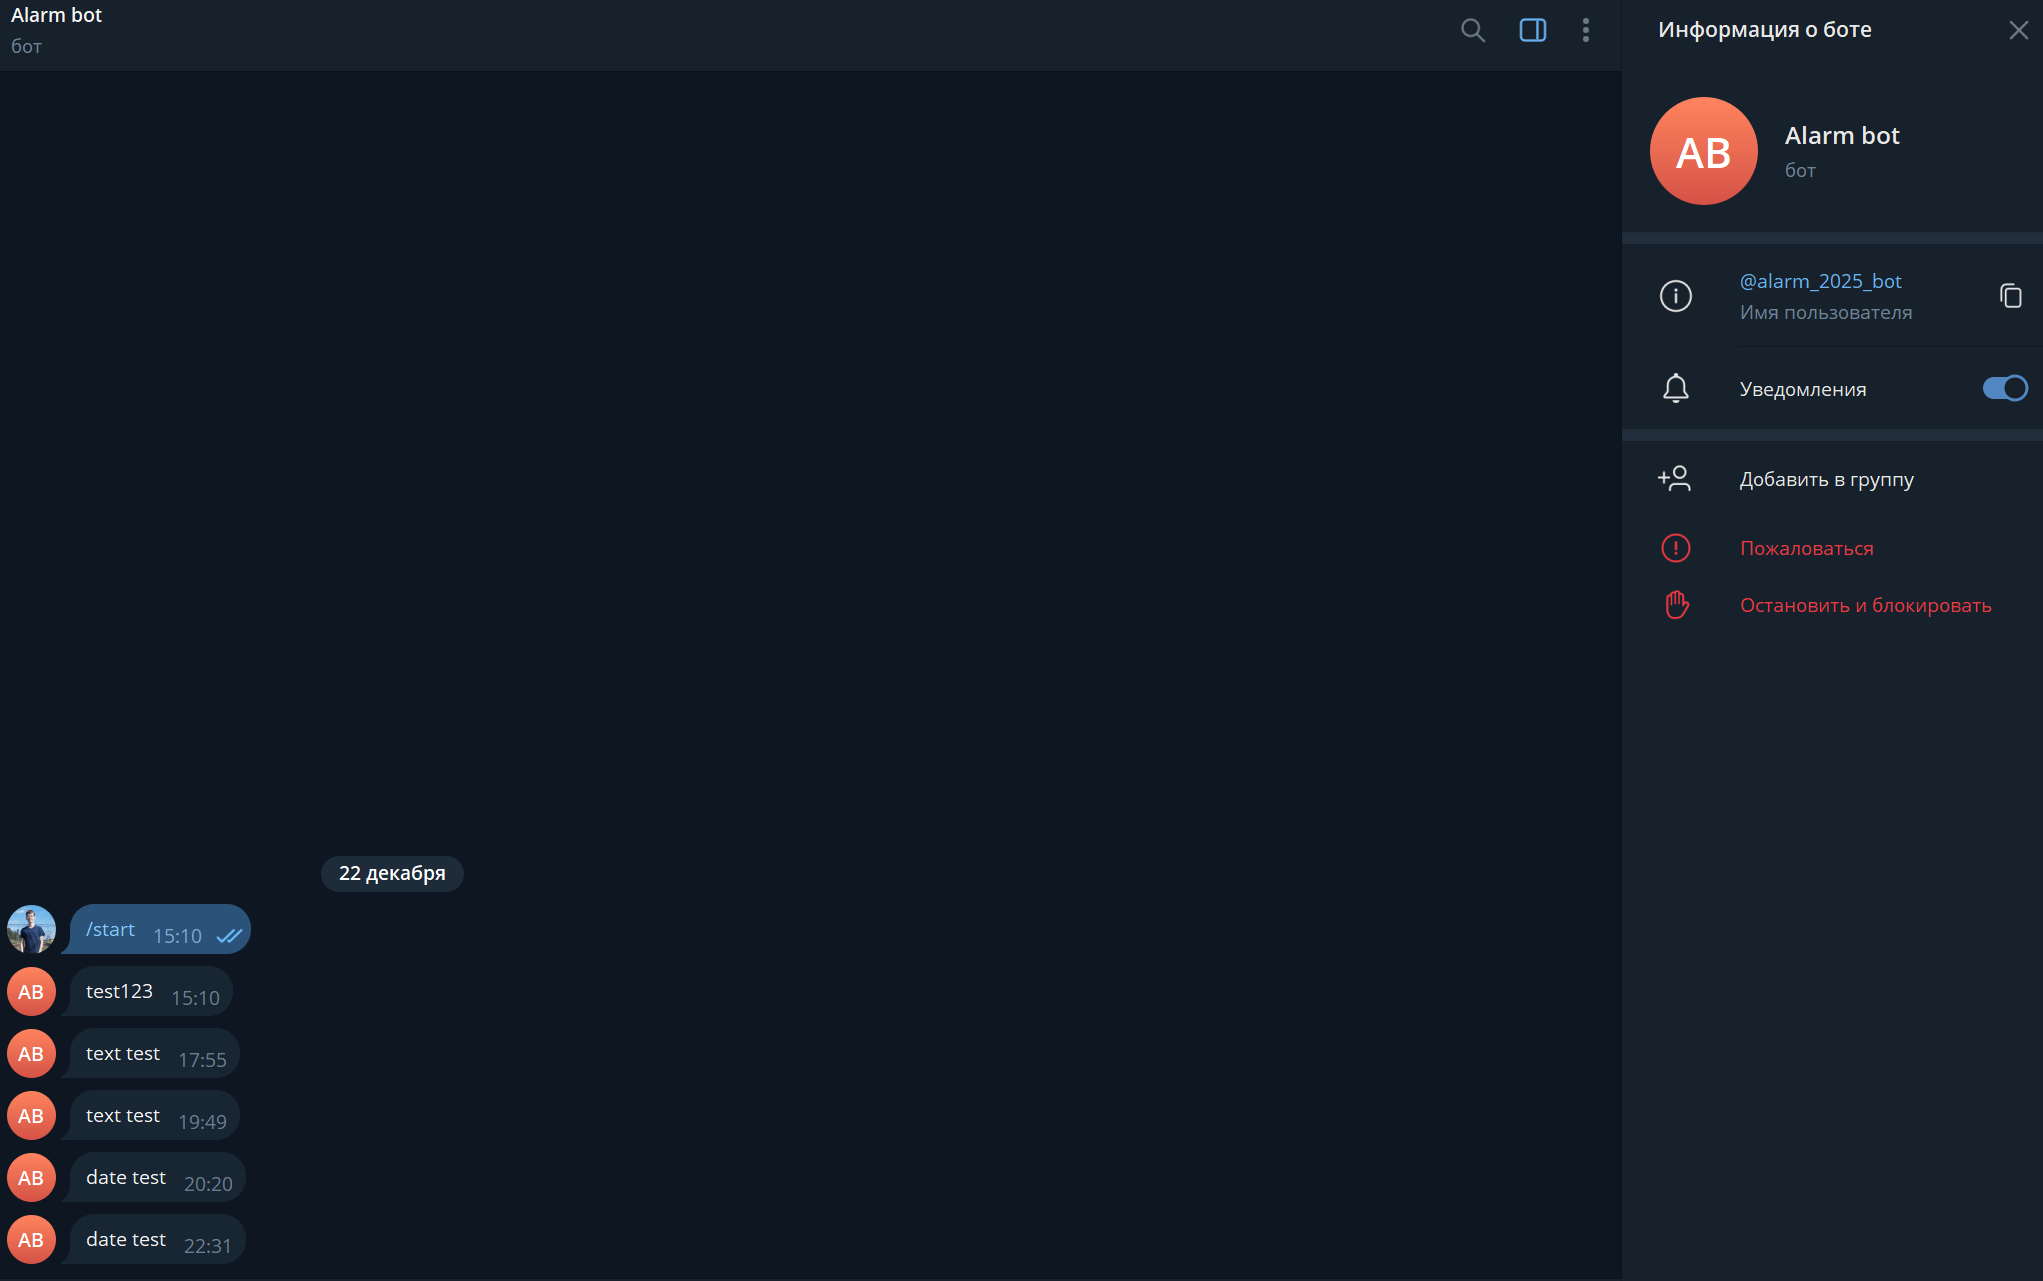 Alarm bot
бот
22 декабря
/start 15:10
AB test123 15:10
AB text test 17:55
AB text test 19:49
AB date test 20:20
AB date test 22:31
Информация о боте
AB
Alarm bot
бот
@alarm_2025_bot
Имя пользователя
Уведомления
Добавить в группу
Пожаловаться
Остановить и блокировать